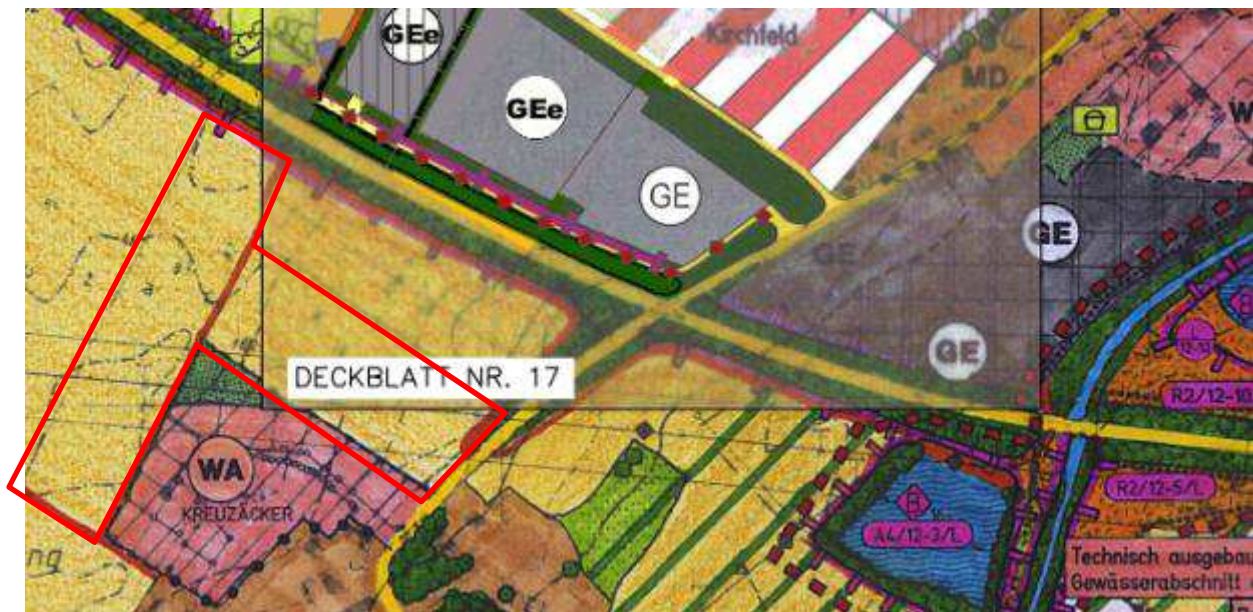 GEe
Kirchfeld
MD
GEe
GE
GE
GE
GE
DECKBLATT NR. 17
WA
KREUZÄCKER
R2/12-10
R2/12-5/L
A4/12-3/L
Technisch ausgebau
Gewässerabschnitt
ng